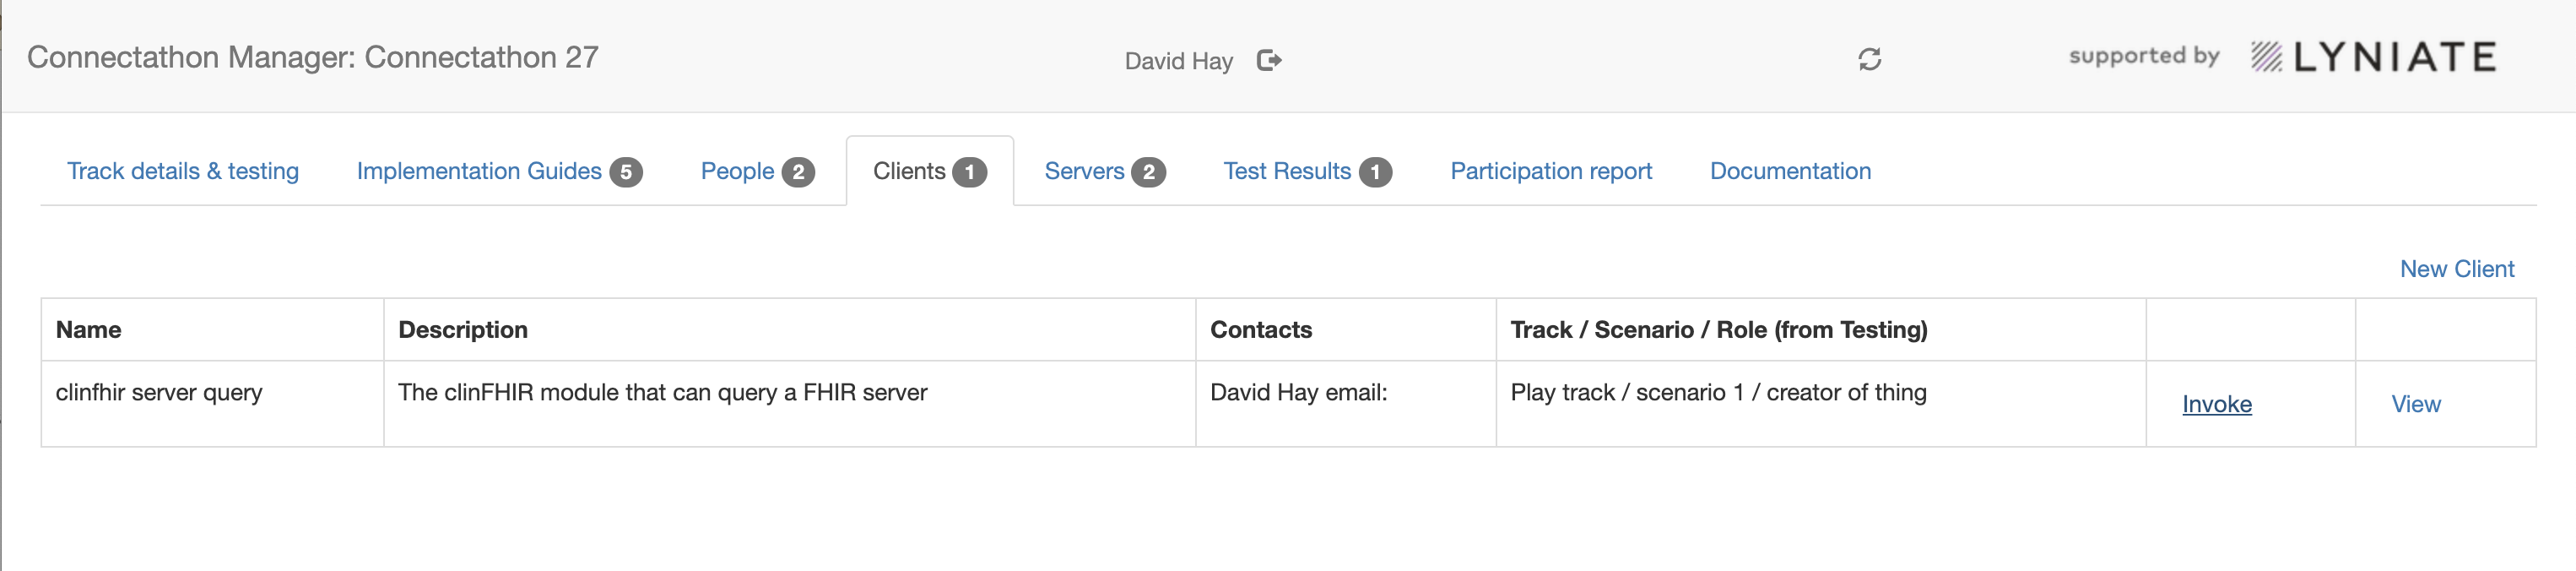 Connectathon Manager: Connectathon 27
David Hay
supported by LYNIATE
Track details & testing Implementation Guides 5 People 2 Clients 1 Servers 2 Test Results 1 Participation report Documentation
New Client
Name Description Contacts Track / Scenario / Role (from Testing)
clinfhir server query The clinFHIR module that can query a FHIR server David Hay email: Play track / scenario 1 / creator of thing Invoke View